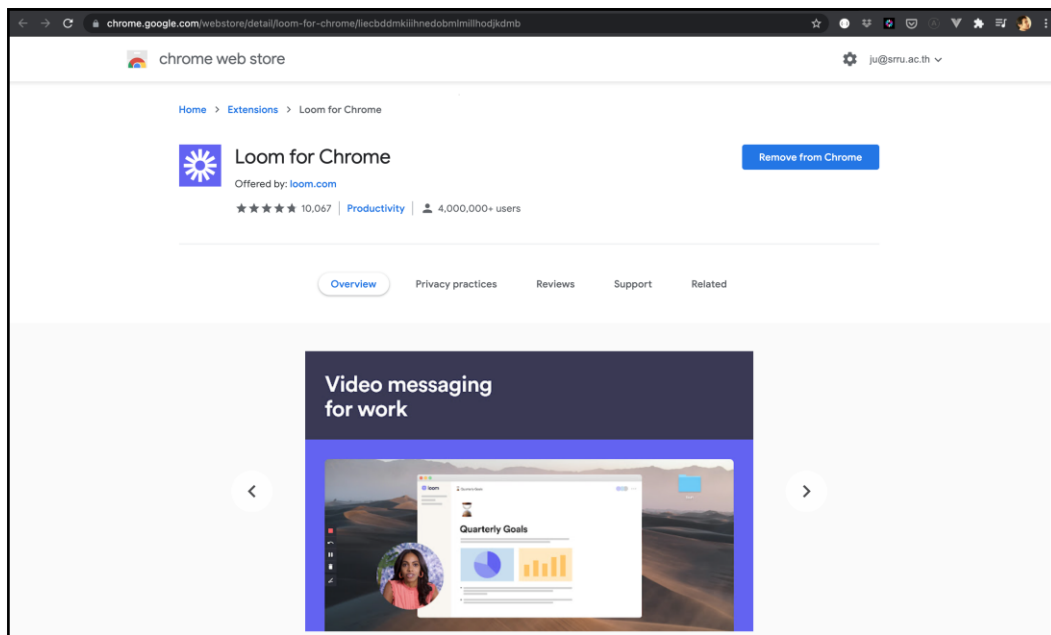 chrome.google.com/webstore/detail/loom-for-chrome/liecbddmkiiihnedobmlmillhodjkdmb
chrome web store
ju@srru.ac.th
Home > Extensions > Loom for Chrome
Loom for Chrome
Remove from Chrome
Offered by: loom.com
10,067 | Productivity | 4,000,000+ users
Overview
Privacy practices
Reviews
Support
Related
Video messaging
for work
loom
Quarterly Goals